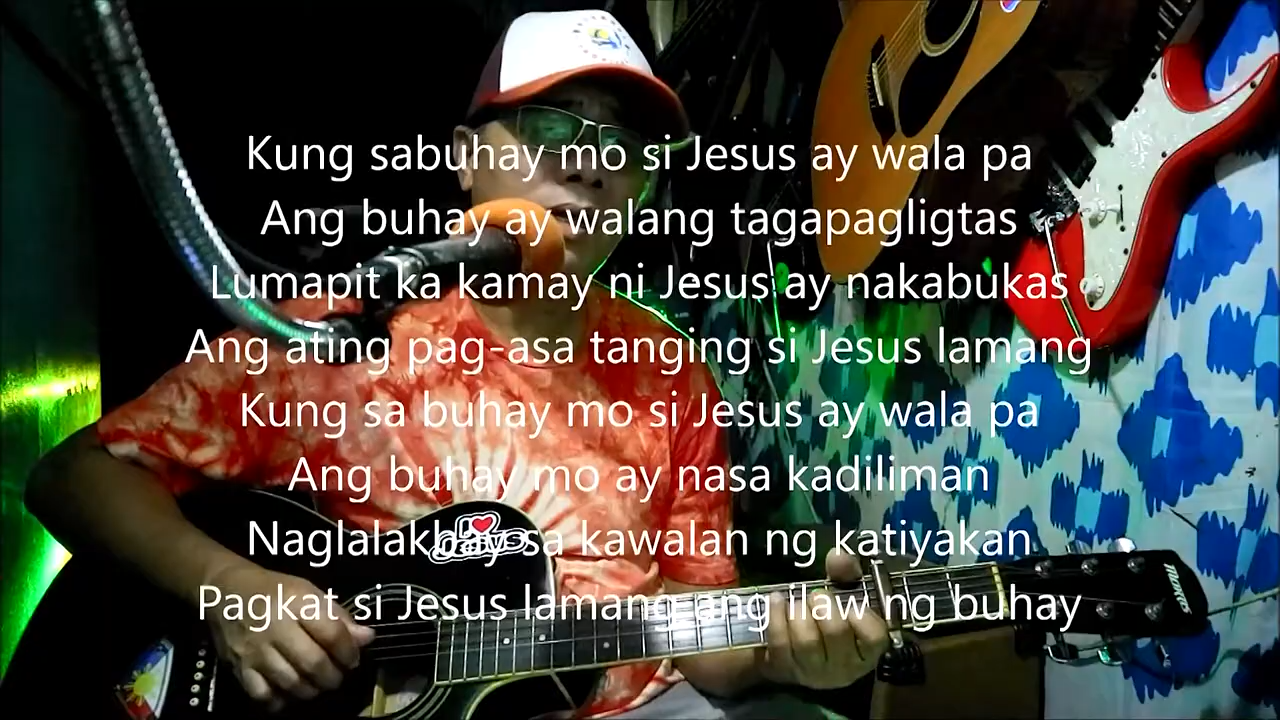 Kung sabuhay mo si Jesus ay wala pa
Ang buhay ay walang tagapagligtas
Lumapit ka kamay ni Jesus ay nakabukas
Ang ating pag-asa tanging si Jesus lamang
Kung sa buhay mo si Jesus ay wala pa
Ang buhay mo ay nasa kadiliman
Naglalakbay sa kawalan ng katiyakan
Pagkat si Jesus lamang ang ilaw ng buhay